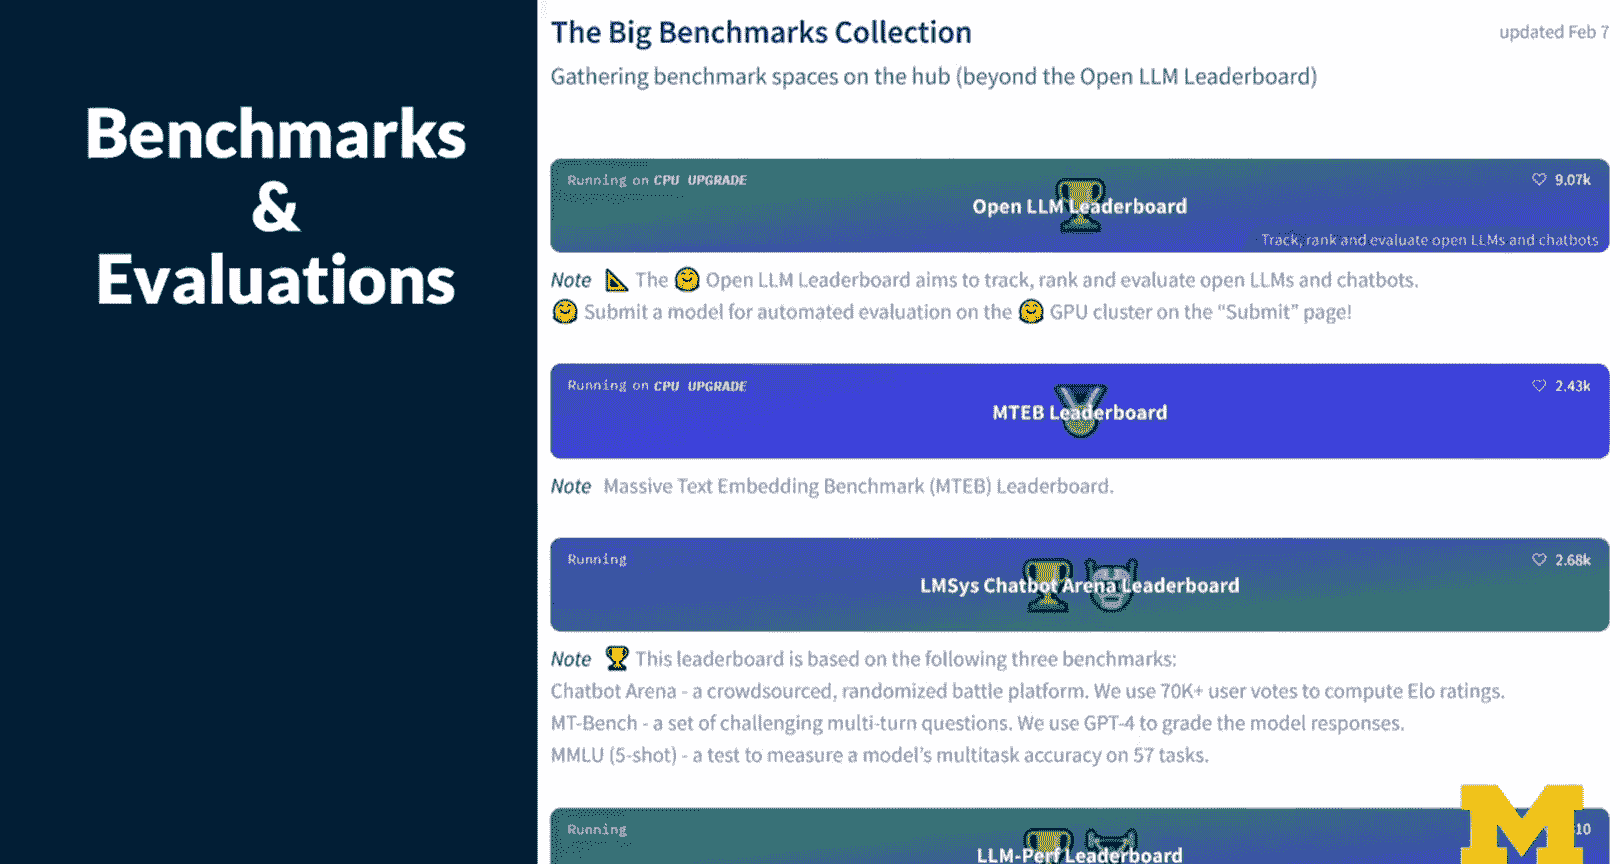 Benchmarks
&
Evaluations
The Big Benchmarks Collection
updated Feb 7
Gathering benchmark spaces on the hub (beyond the Open LLM Leaderboard)
Running on CPU UPGRADE
9.07k
Open LLM Leaderboard
Track, rank and evaluate open LLMs and chatbots
Note 📐 The 🤗 Open LLM Leaderboard aims to track, rank and evaluate open LLMs and chatbots.
🤗 Submit a model for automated evaluation on the 🤗 GPU cluster on the “Submit” page!
Running on CPU UPGRADE
2.43k
MTEB Leaderboard
Note Massive Text Embedding Benchmark (MTEB) Leaderboard.
Running
2.68k
LMSys Chatbot Arena Leaderboard
Note 🏆 This leaderboard is based on the following three benchmarks:
Chatbot Arena - a crowdsourced, randomized battle platform. We use 70K+ user votes to compute Elo ratings.
MT-Bench - a set of challenging multi-turn questions. We use GPT-4 to grade the model responses.
MMLU (5-shot) - a test to measure a model’s multitask accuracy on 57 tasks.
Running
LLM-Perf Leaderboard
M